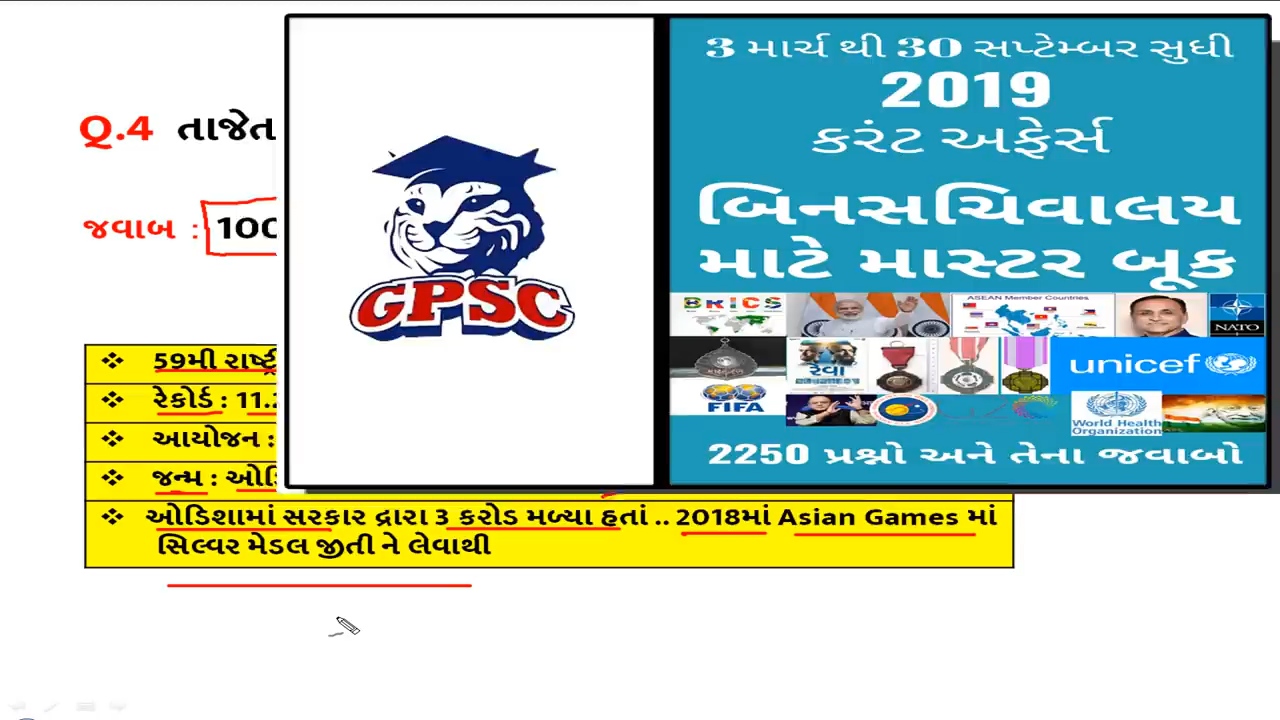 3 માર્ચ થી 30 સપ્ટેમ્બર સુધી
2019
કરંટ અફેર્સ
બિનસચિવાલય
માટે માસ્ટર બૂક
BRICS
ASEAN Member Countries
NATO
રેવા
unicef
FIFA
World Health
Organization
2250 પ્રશ્નો અને તેના જવાબો
GPSC
Q.4
જવાબ : 100
❖ 59મી
❖ રેકોર્ડ : 11.
❖ આયોજન :
❖ જન્મ :
❖ ઓડિશામાં સરકાર દ્વારા 3 કરોડ મળ્યા હતાં .. 2018માં Asian Games માં
સિલ્વર મેડલ જીતી ને લેવાથી